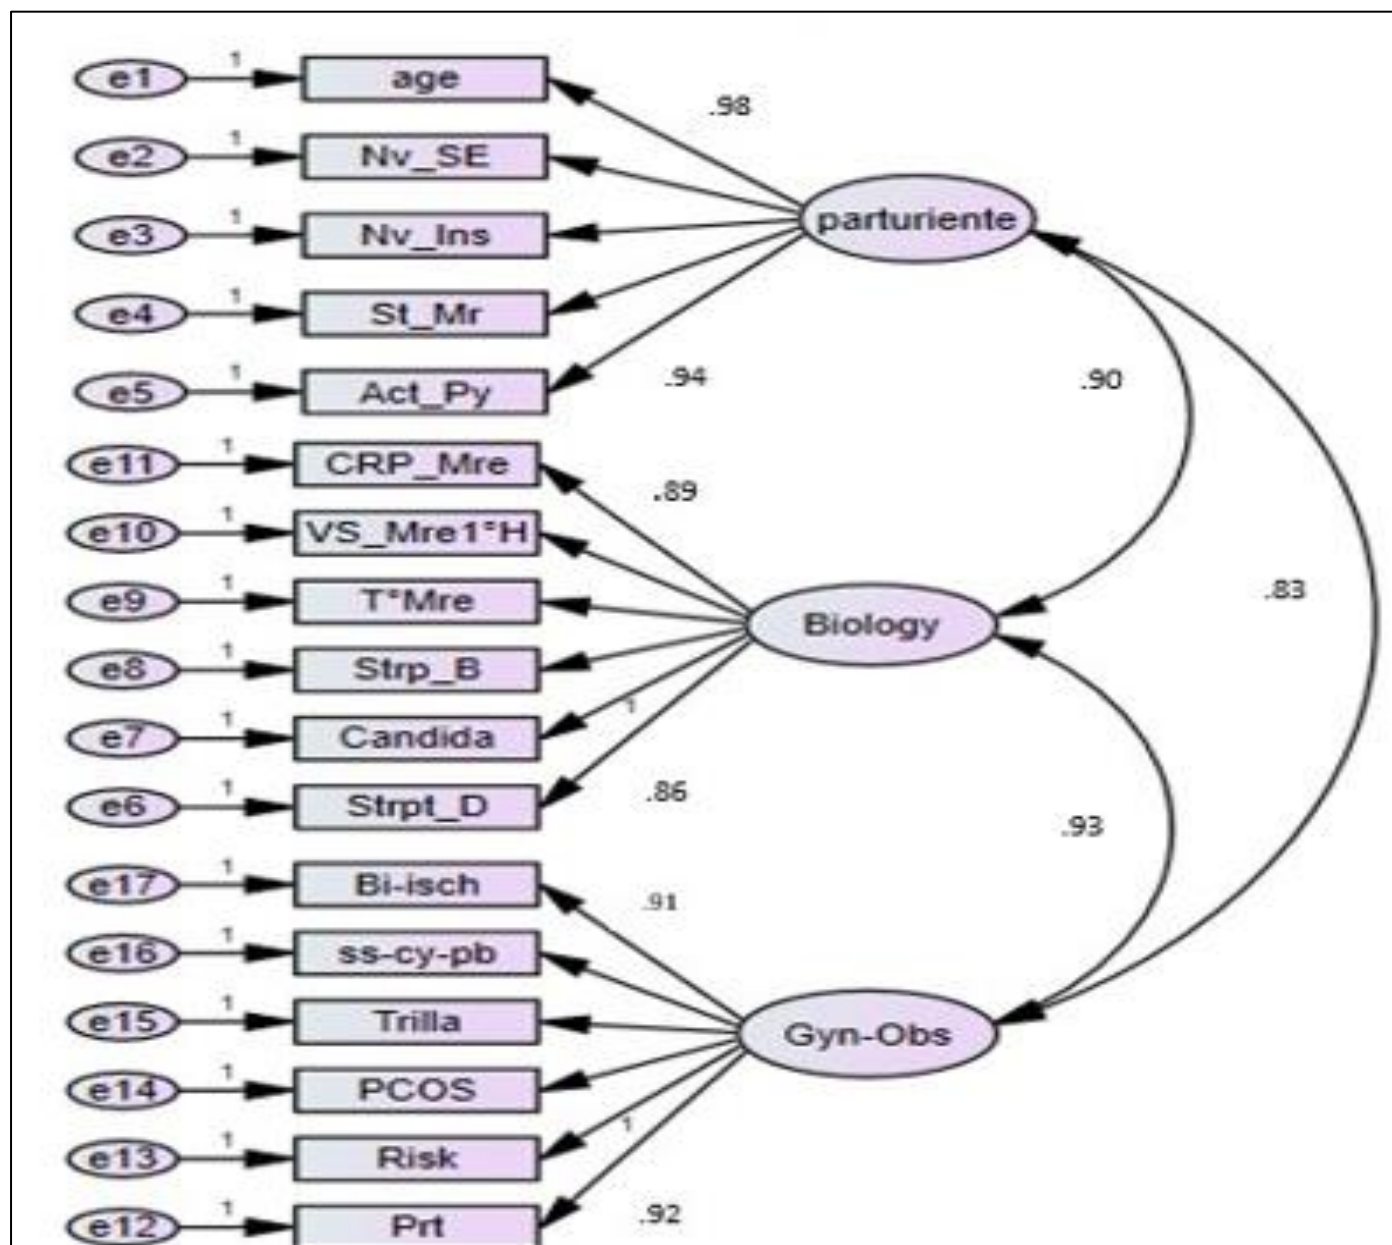 e1 1 age
.98
e2 1 Nv_SE
parturiente
e3 1 Nv_Ins
e4 1 St_Mr
e5 1 Act_Py
.94
.90
e11 1 CRP_Mre
.89
e10 1 VS_Mre1°H
e9 1 T°Mre
.83
Biology
e8 1 Strp_B
1
e7 1 Candida
e6 1 Strpt_D
.86
.93
e17 1 Bi-isch
.91
e16 1 ss-cy-pb
e15 1 Trilla
Gyn-Obs
e14 1 PCOS
1
e13 1 Risk
e12 1 Prt
.92